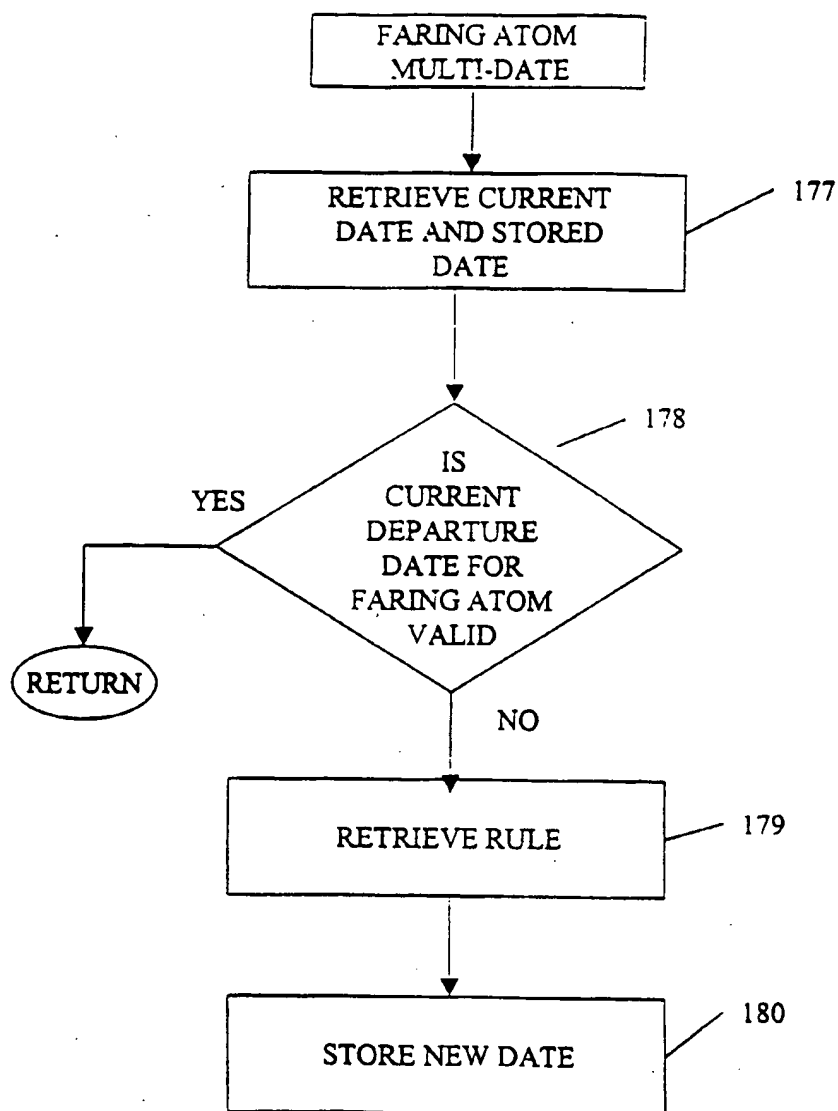 FARING ATOM
MULTI-DATE
RETRIEVE CURRENT
DATE AND STORED
DATE
177
178
IS
CURRENT
DEPARTURE
DATE FOR
FARING ATOM
VALID
YES
RETURN
NO
RETRIEVE RULE
179
STORE NEW DATE
180